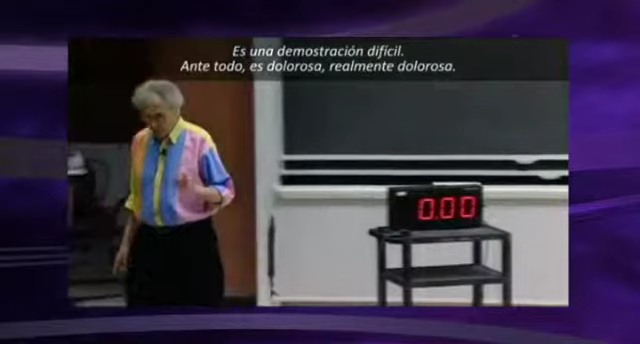 Es una demostración difícil.
Ante todo, es dolorosa, realmente dolorosa.
0.00